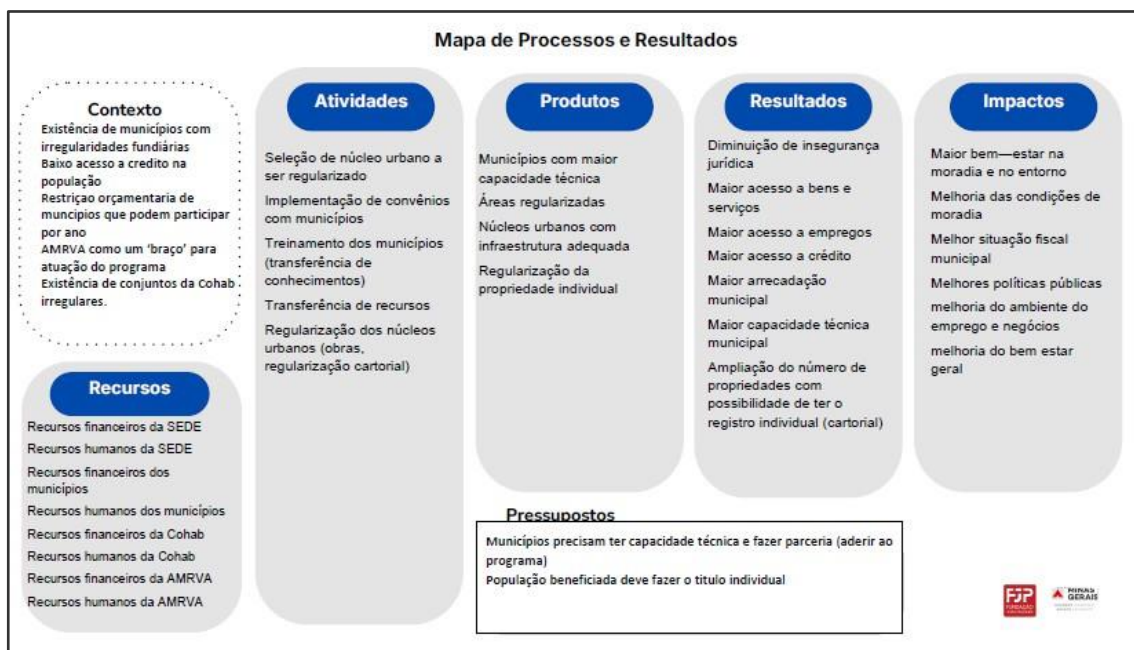 Mapa de Processos e Resultados
Contexto
Existência de municípios com
irregularidades fundiárias
Baixo acesso a credito na
população
Restriçao orçamentaria de
muncipios que podem participar
por ano
AMRVA como um ‘braço’ para
atuação do programa
Existência de conjuntos da Cohab
irregulares.
Recursos
Recursos financeiros da SEDE
Recursos humanos da SEDE
Recursos financeiros dos
municípios
Recursos humanos dos municípios
Recursos financeiros da Cohab
Recursos humanos da Cohab
Recursos financeiros da AMRVA
Recursos humanos da AMRVA
Atividades
Seleção de núcleo urbano a
ser regularizado
Implementação de convênios
com municípios
Treinamento dos municípios
(transferência de
conhecimentos)
Transferência de recursos
Regularização dos núcleos
urbanos (obras,
regularização cartorial)
Produtos
Municípios com maior
capacidade técnica
Áreas regularizadas
Núcleos urbanos com
infraestrutura adequada
Regularização da
propriedade individual
Resultados
Diminuição de insegurança
jurídica
Maior acesso a bens e
serviços
Maior acesso a empregos
Maior acesso a crédito
Maior arrecadação
municipal
Maior capacidade técnica
municipal
Ampliação do número de
propriedades com
possibilidade de ter o
registro individual (cartorial)
Impactos
Maior bem—estar na
moradia e no entorno
Melhoria das condições de
moradia
Melhor situação fiscal
municipal
Melhores políticas públicas
melhoria do ambiente do
emprego e negócios
melhoria do bem estar
geral
Pressupostos
Municípios precisam ter capacidade técnica e fazer parceria (aderir ao
programa)
População beneficiada deve fazer o titulo individual
FJP
FUNDAÇÃO
MINAS
GERAIS